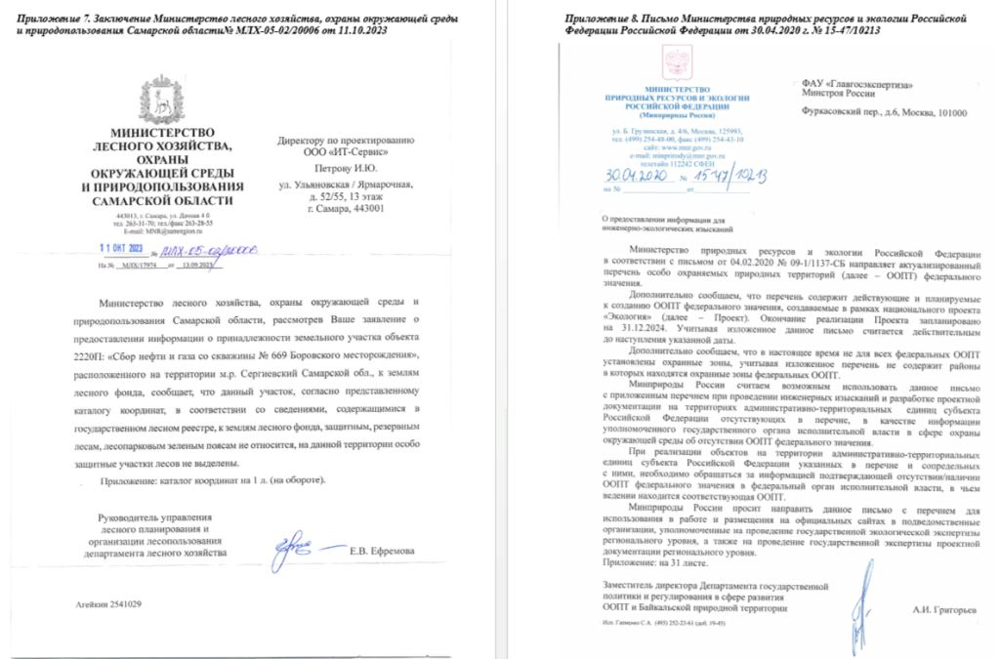 Приложение 7. Заключение Министерство лесного хозяйства, охраны окружающей среды
и природопользования Самарской области№ МЛХ-05-02/20006 от 11.10.2023
МИНИСТЕРСТВО
ЛЕСНОГО ХОЗЯЙСТВА,
ОХРАНЫ
ОКРУЖАЮЩЕЙ СРЕДЫ
И ПРИРОДОПОЛЬЗОВАНИЯ
САМАРСКОЙ ОБЛАСТИ
443013, г. Самара, ул. Дачная 4 б
тел. 263-31-70; тел./факс 263-28-55
E-mail: MNR@samregion.ru
11 ОКТ 2023 № МЛХ-05-02/20006
На № МЛХ/17974 от 13.09.2023
Директору по проектированию
ООО «ИТ-Сервис»
Петрову И.Ю.
ул. Ульяновская / Ярмарочная,
д. 52/55, 13 этаж
г. Самара, 443001
Министерство лесного хозяйства, охраны окружающей среды и
природопользования Самарской области, рассмотрев Ваше заявление о
предоставлении информации о принадлежности земельного участка объекта
2220П: «Сбор нефти и газа со скважины № 669 Боровского месторождения»,
расположенного на территории м.р. Сергиевский Самарской обл., к землям
лесного фонда, сообщает, что данный участок, согласно представленному
каталогу координат, в соответствии со сведениями, содержащимися в
государственном лесном реестре, к землям лесного фонда, защитным, резервным
лесам, лесопарковым зеленым поясам не относится, на данной территории особо
защитные участки лесов не выделены.
Приложение: каталог координат на 1 л. (на обороте).
Руководитель управления
лесного планирования и
организации лесопользования
департамента лесного хозяйства
Е.В. Ефремова
Агейкин 2541029
Приложение 8. Письмо Министерства природных ресурсов и экологии Российской
Федерации Российской Федерации от 30.04.2020 г. № 15-47/10213
МИНИСТЕРСТВО
ПРИРОДНЫХ РЕСУРСОВ И ЭКОЛОГИИ
РОССИЙСКОЙ ФЕДЕРАЦИИ
(Минприроды России)
ул. Б. Грузинская, д. 4/6, Москва, 125993,
тел. (499) 254-48-00, факс (499) 254-43-10
сайт: www.mnr.gov.ru
e-mail: minprirody@mnr.gov.ru
телетайп 112242 СФЕН
30.04.2020 № 15-47/10213
на № от
ФАУ «Главгосэкспертиза»
Минстроя России
Фуркасовский пер., д.6, Москва, 101000
О предоставлении информации для
инженерно-экологических изысканий
Министерство природных ресурсов и экологии Российской Федерации
в соответствии с письмом от 04.02.2020 № 09-1/1137-СБ направляет актуализированный
перечень особо охраняемых природных территорий (далее – ООПТ) федерального
значения.
Дополнительно сообщаем, что перечень содержит действующие и планируемые
к созданию ООПТ федерального значения, создаваемые в рамках национального проекта
«Экология» (далее – Проект). Окончание реализации Проекта запланировано
на 31.12.2024. Учитывая изложенное данное письмо считается действительным
до наступления указанной даты.
Дополнительно сообщаем, что в настоящее время не для всех федеральных ООПТ
установлены охранные зоны, учитывая изложенное перечень не содержит районы
в которых находятся охранные зоны федеральных ООПТ.
Минприроды России считаем возможным использовать данное письмо
с приложенным перечнем при проведении инженерных изысканий и разработке проектной
документации на территориях административно-территориальных единиц субъекта
Российской Федерации отсутствующих в перечне, в качестве информации
уполномоченного государственного органа исполнительной власти в сфере охраны
окружающей среды об отсутствии ООПТ федерального значения.
При реализации объектов на территории административно-территориальных
единиц субъекта Российской Федерации указанных в перечне и сопредельных
с ними, необходимо обращаться за информацией подтверждающей отсутствие/наличии
ООПТ федерального значения в федеральный орган исполнительной власти, в чьем
ведении находится соответствующая ООПТ.
Минприроды России просит направить данное письмо с перечнем для
использования в работе и размещения на официальных сайтах в подведомственные
организации, уполномоченные на проведение государственной экологической экспертизы
регионального уровня, а также на проведение государственной экспертизы проектной
документации регионального уровня.
Приложение: на 31 листе.
Заместитель директора Департамента государственной
политики и регулирования в сфере развития
ООПТ и Байкальской природной территории
А.И. Григорьев
Исп. Гапиенко С.А. (495) 252-23-61 (доб. 19-45)